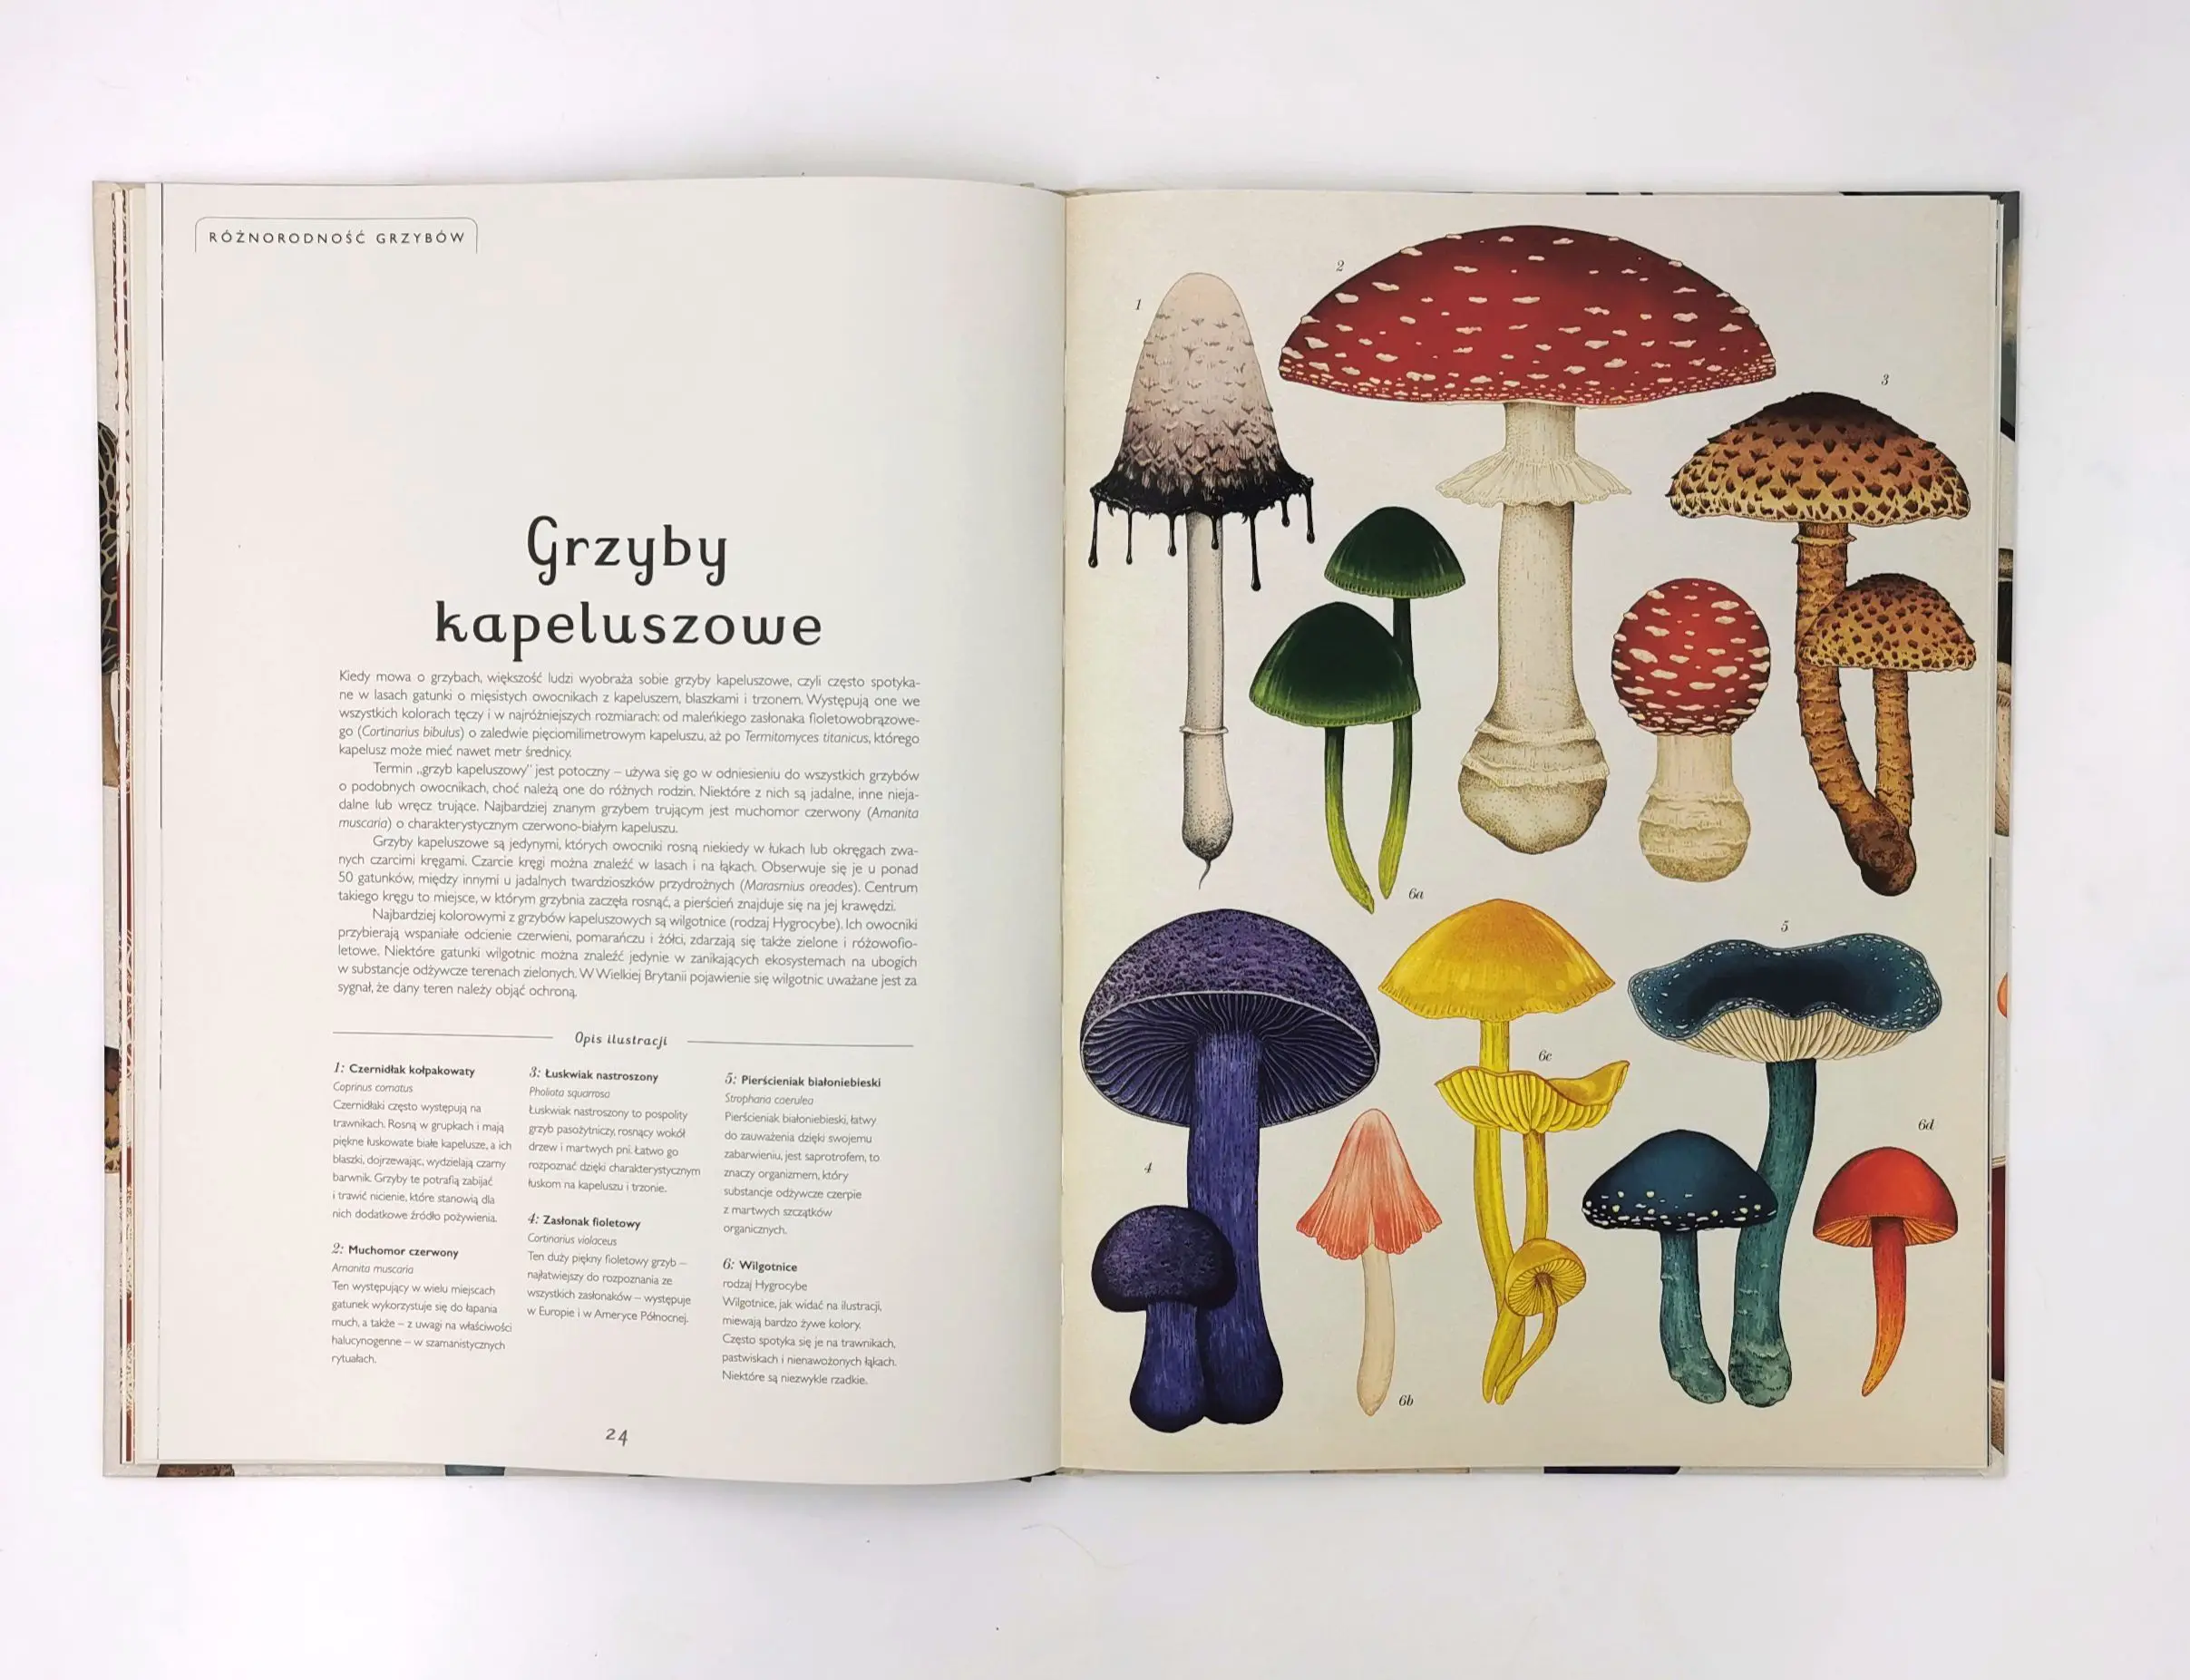 RÓŻNORODNOŚĆ GRZYBÓW
Grzyby
kapeluszowe
Kiedy mowa o grzybach, większość ludzi wyobraża sobie grzyby kapeluszowe, czyli często spotyka-
ne w lasach gatunki o mięsistych owocnikach z kapeluszem, blaszkami i trzonem. Występują one we
wszystkich kolorach tęczy i w najróżniejszych rozmiarach: od maleńkiego zasłonaka fioletowobrązowe-
go (Cortinarius bibulus) o zaledwie pięciomilimetrowym kapeluszu, aż po Termitomyces titanicus, którego
kapelusz może mieć nawet metr średnicy.
Termin „grzyb kapeluszowy” jest potoczny – używa się go w odniesieniu do wszystkich grzybów
o podobnych owocnikach, choć należą one do różnych rodzin. Niektóre z nich są jadalne, inne nieja-
dalne lub wręcz trujące. Najbardziej znanym grzybem trującym jest muchomor czerwony (Amanita
muscaria) o charakterystycznym czerwono-białym kapeluszu.
Grzyby kapeluszowe są jedynymi, których owocniki rosną niekiedy w łukach lub okręgach zwa-
nych czarcimi kręgami. Czarcie kręgi można znaleźć w lasach i na łąkach. Obserwuje się je u ponad
50 gatunków, między innymi u jadalnych twardzioszków przydrożnych (Marasmius oreades). Centrum
takiego kręgu to miejsce, w którym grzybnia zaczęła rosnąć, a pierścień znajduje się na jej krawędzi.
Najbardziej kolorowymi z grzybów kapeluszowych są wilgotnice (rodzaj Hygrocybe). Ich owocniki
przybierają wspaniałe odcienie czerwieni, pomarańczu i żółci, zdarzają się także zielone i różowofio-
letowe. Niektóre gatunki wilgotnic można znaleźć jedynie w zanikających ekosystemach na ubogich
w substancje odżywcze terenach zielonych. W Wielkiej Brytanii pojawienie się wilgotnic uważane jest za
sygnał, że dany teren należy objąć ochroną.
Opis ilustracji
1: Czernidłak kołpakowaty
Coprinus comatus
Czernidłaki często występują na
trawnikach. Rosną w grupkach i mają
piękne łuskowate białe kapelusze, a ich
blaszki, dojrzewając, wydzielają czarny
barwnik. Grzyby te potrafią zabijać
i trawić nicienie, które stanowią dla
nich dodatkowe źródło pożywienia.
2: Muchomor czerwony
Amanita muscaria
Ten występujący w wielu miejscach
gatunek wykorzystuje się do łapania
much, a także – z uwagi na właściwości
halucynogenne – w szamanistycznych
rytuałach.
3: Łuskwiak nastroszony
Pholiota squarrosa
Łuskwiak nastroszony to pospolity
grzyb pasożytniczy, rosnący wokół
drzew i martwych pni. Łatwo go
rozpoznać dzięki charakterystycznym
łuskom na kapeluszu i trzonie.
4: Zasłonak fioletowy
Cortinarius violaceus
Ten duży piękny fioletowy grzyb –
najłatwiejszy do rozpoznania ze
wszystkich zasłonaków – występuje
w Europie i w Ameryce Północnej.
5: Pierścieniak białoniebieski
Stropharia caerulea
Pierścieniak białoniebieski, łatwy
do zauważenia dzięki swojemu
zabarwieniu, jest saprotrofem, to
znaczy organizmem, który
substancje odżywcze czerpie
z martwych szczątków
organicznych.
6: Wilgotnice
rodzaj Hygrocybe
Wilgotnice, jak widać na ilustracji,
miewają bardzo żywe kolory.
Często spotyka się je na trawnikach,
pastwiskach i nienawożonych łąkach.
Niektóre są niezwykle rzadkie.
24
1
2
3
6a
5
6c
6d
4
6b